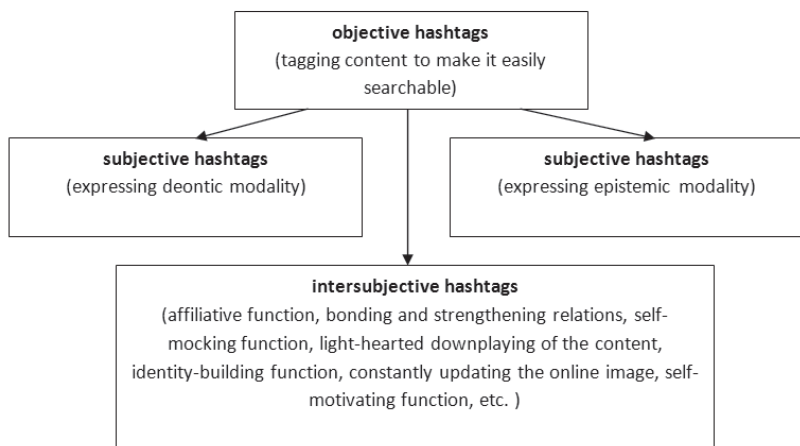 objective hashtags
(tagging content to make it easily
searchable)
subjective hashtags
(expressing deontic modality)
subjective hashtags
(expressing epistemic modality)
intersubjective hashtags
(affiliative function, bonding and strengthening relations, self-
mocking function, light-hearted downplaying of the content,
identity-building function, constantly updating the online image, self-
motivating function, etc. )